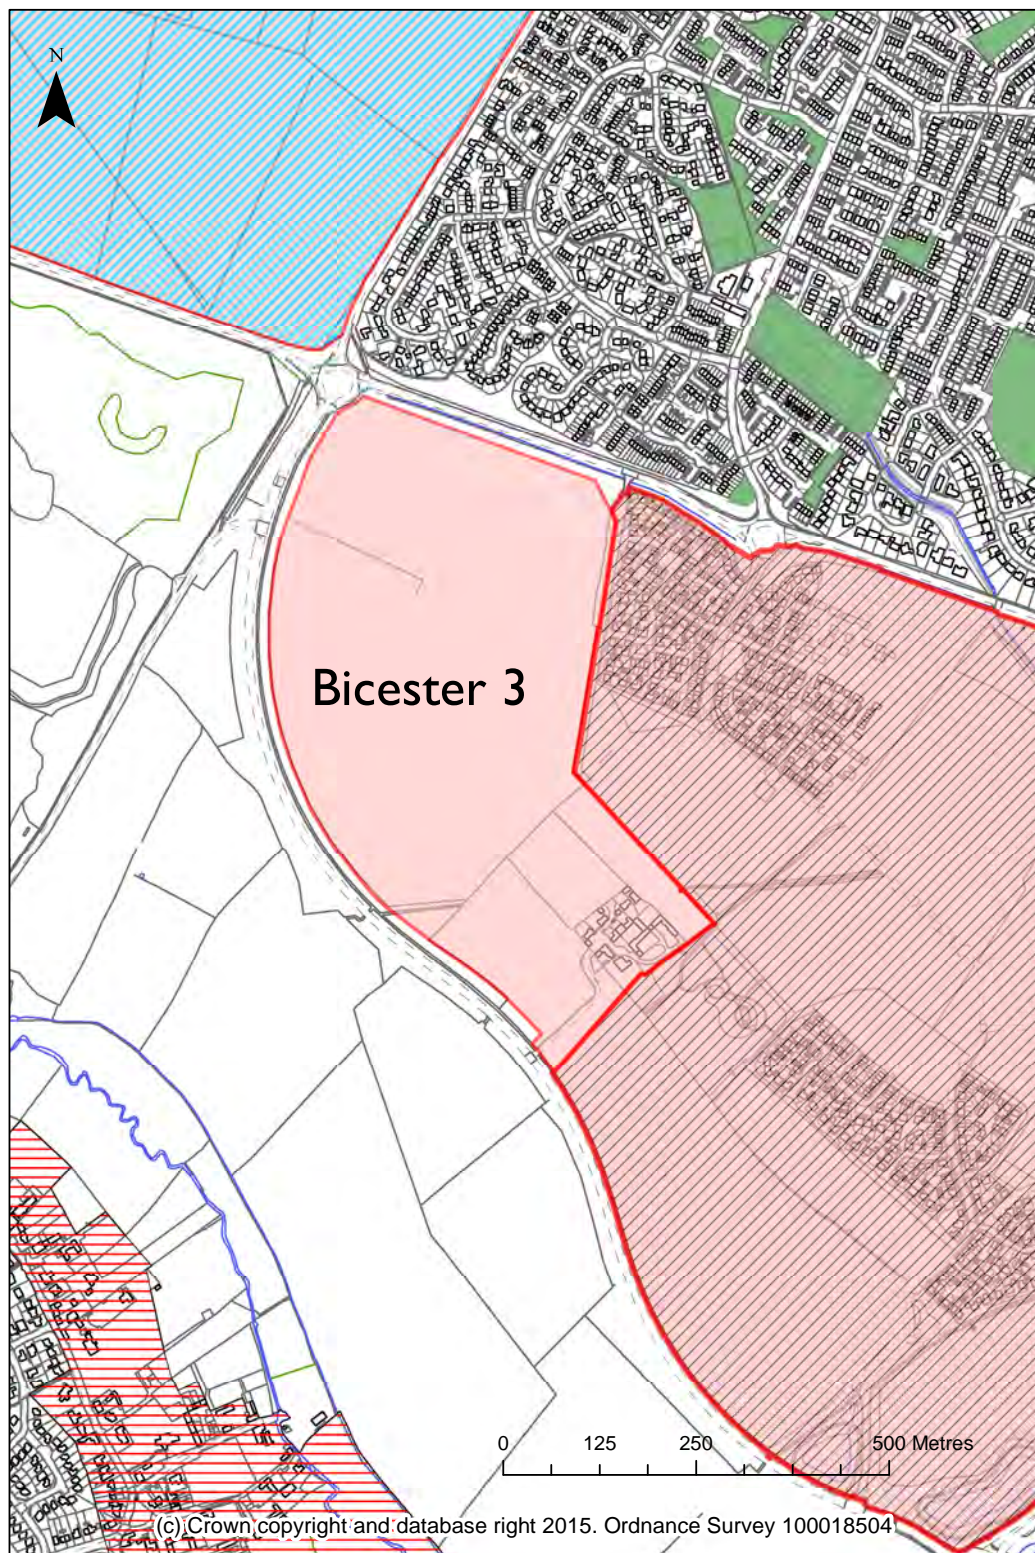 N
Bicester 3
0 125 250 500 Metres
(c) Crown copyright and database right 2015. Ordnance Survey 100018504